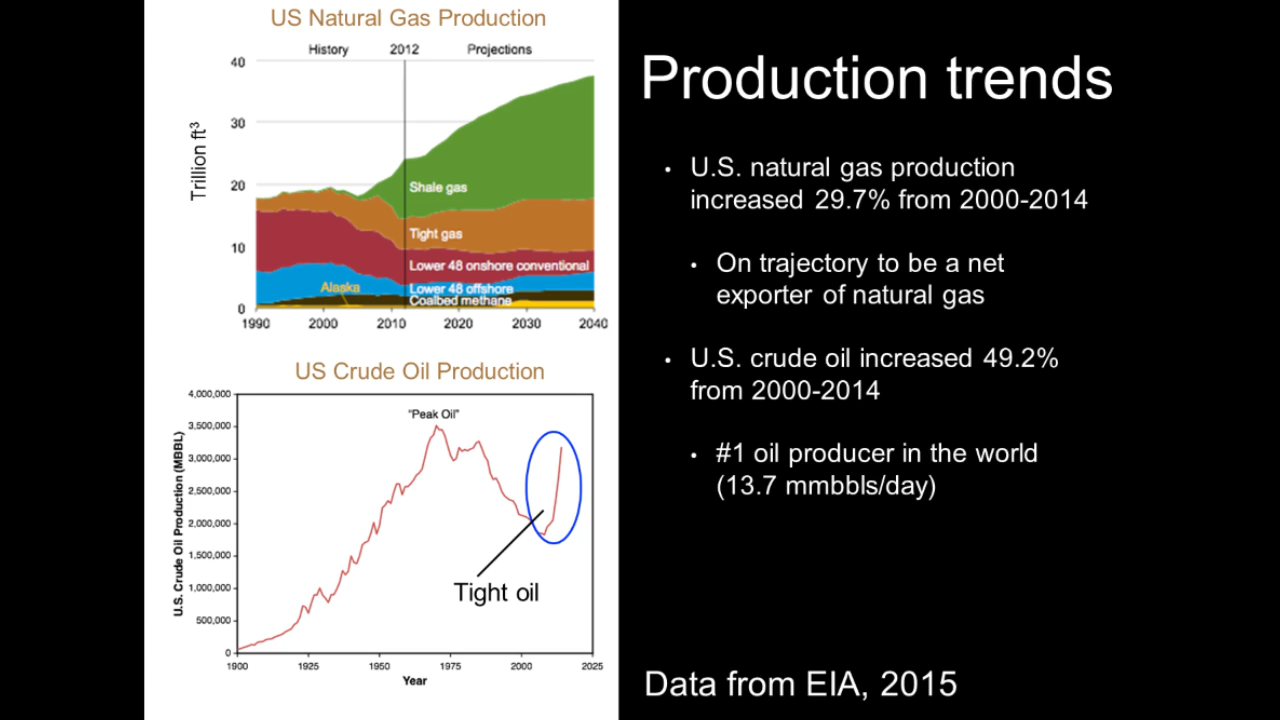 US Natural Gas Production
History 2012 Projections
Trillion ft³
40
30
20
10
0
Shale gas
Tight gas
Lower 48 onshore conventional
Lower 48 offshore
Alaska
Coalbed methane
1990 2000 2010 2020 2030 2040
US Crude Oil Production
U.S. Crude Oil Production (MBBL)
4,000,000
3,500,000
3,000,000
2,500,000
2,000,000
1,500,000
1,000,000
500,000
0
"Peak Oil"
Tight oil
1900 1925 1950 1975 2000 2025
Year
Production trends
• U.S. natural gas production
increased 29.7% from 2000-2014
• On trajectory to be a net
exporter of natural gas
• U.S. crude oil increased 49.2%
from 2000-2014
• #1 oil producer in the world
(13.7 mmbbls/day)
Data from EIA, 2015